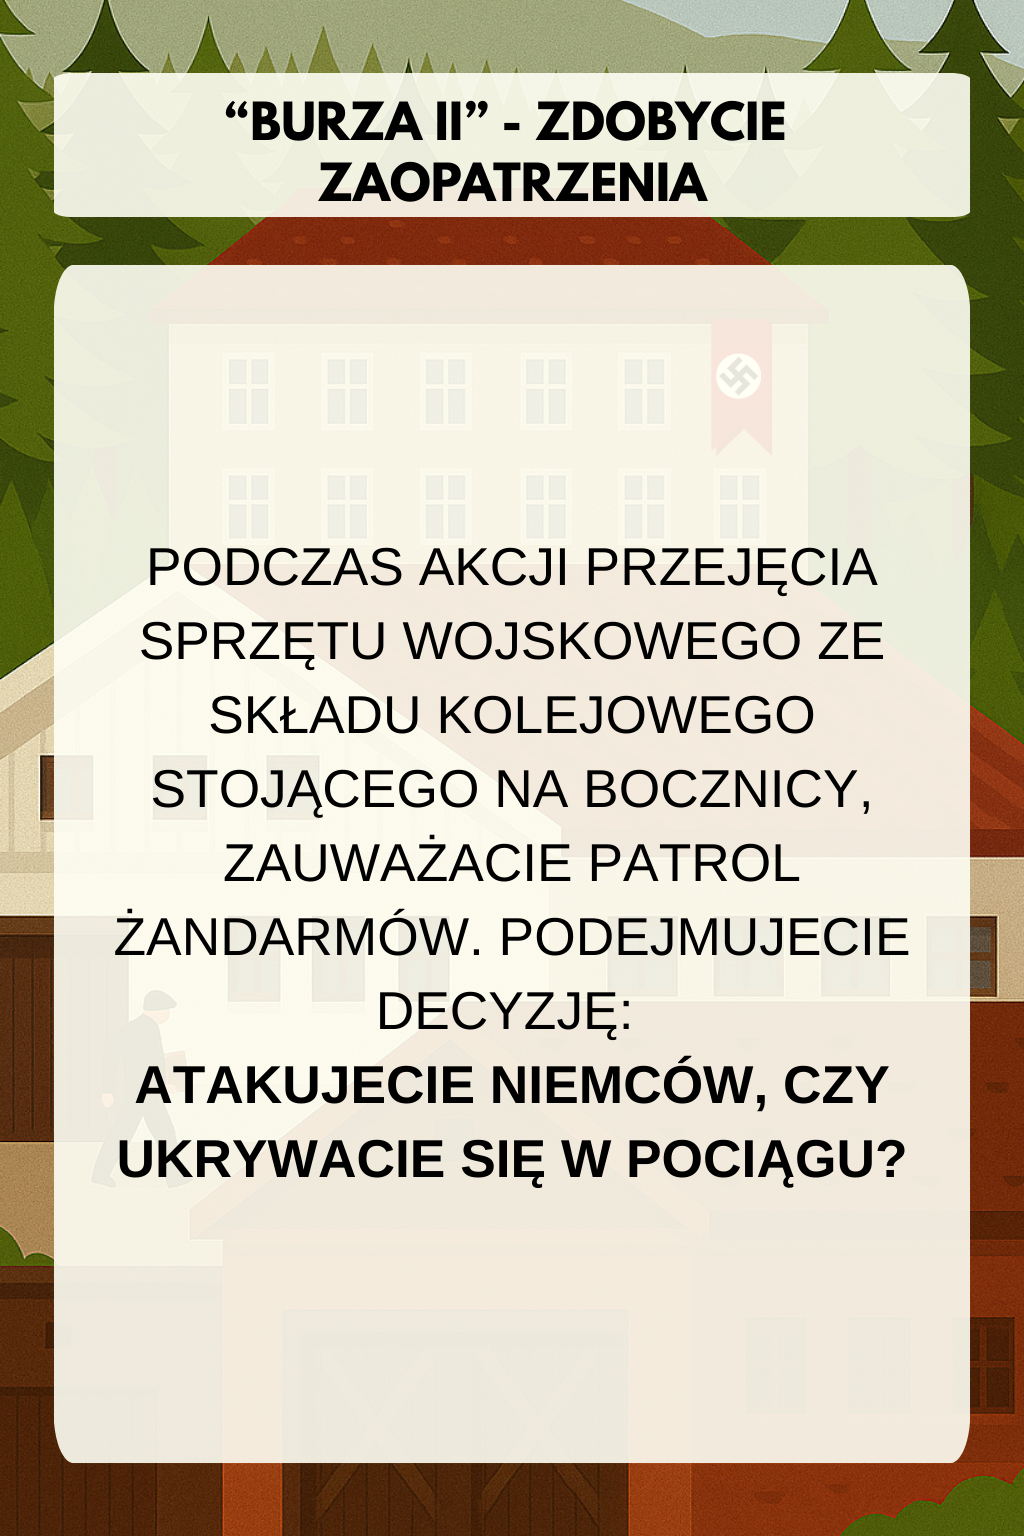 “BURZA II” - ZDOBYCIE
ZAOPATRZENIA
PODCZAS AKCJI PRZEJĘCIA
SPRZĘTU WOJSKOWEGO ZE
SKŁADU KOLEJOWEGO
STOJĄCEGO NA BOCZNICY,
ZAUWAŻACIE PATROL
ŻANDARMÓW. PODEJMUJECIE
DECYZJĘ:
ATAKUJECIE NIEMCÓW, CZY
UKRYWACIE SIĘ W POCIĄGU?